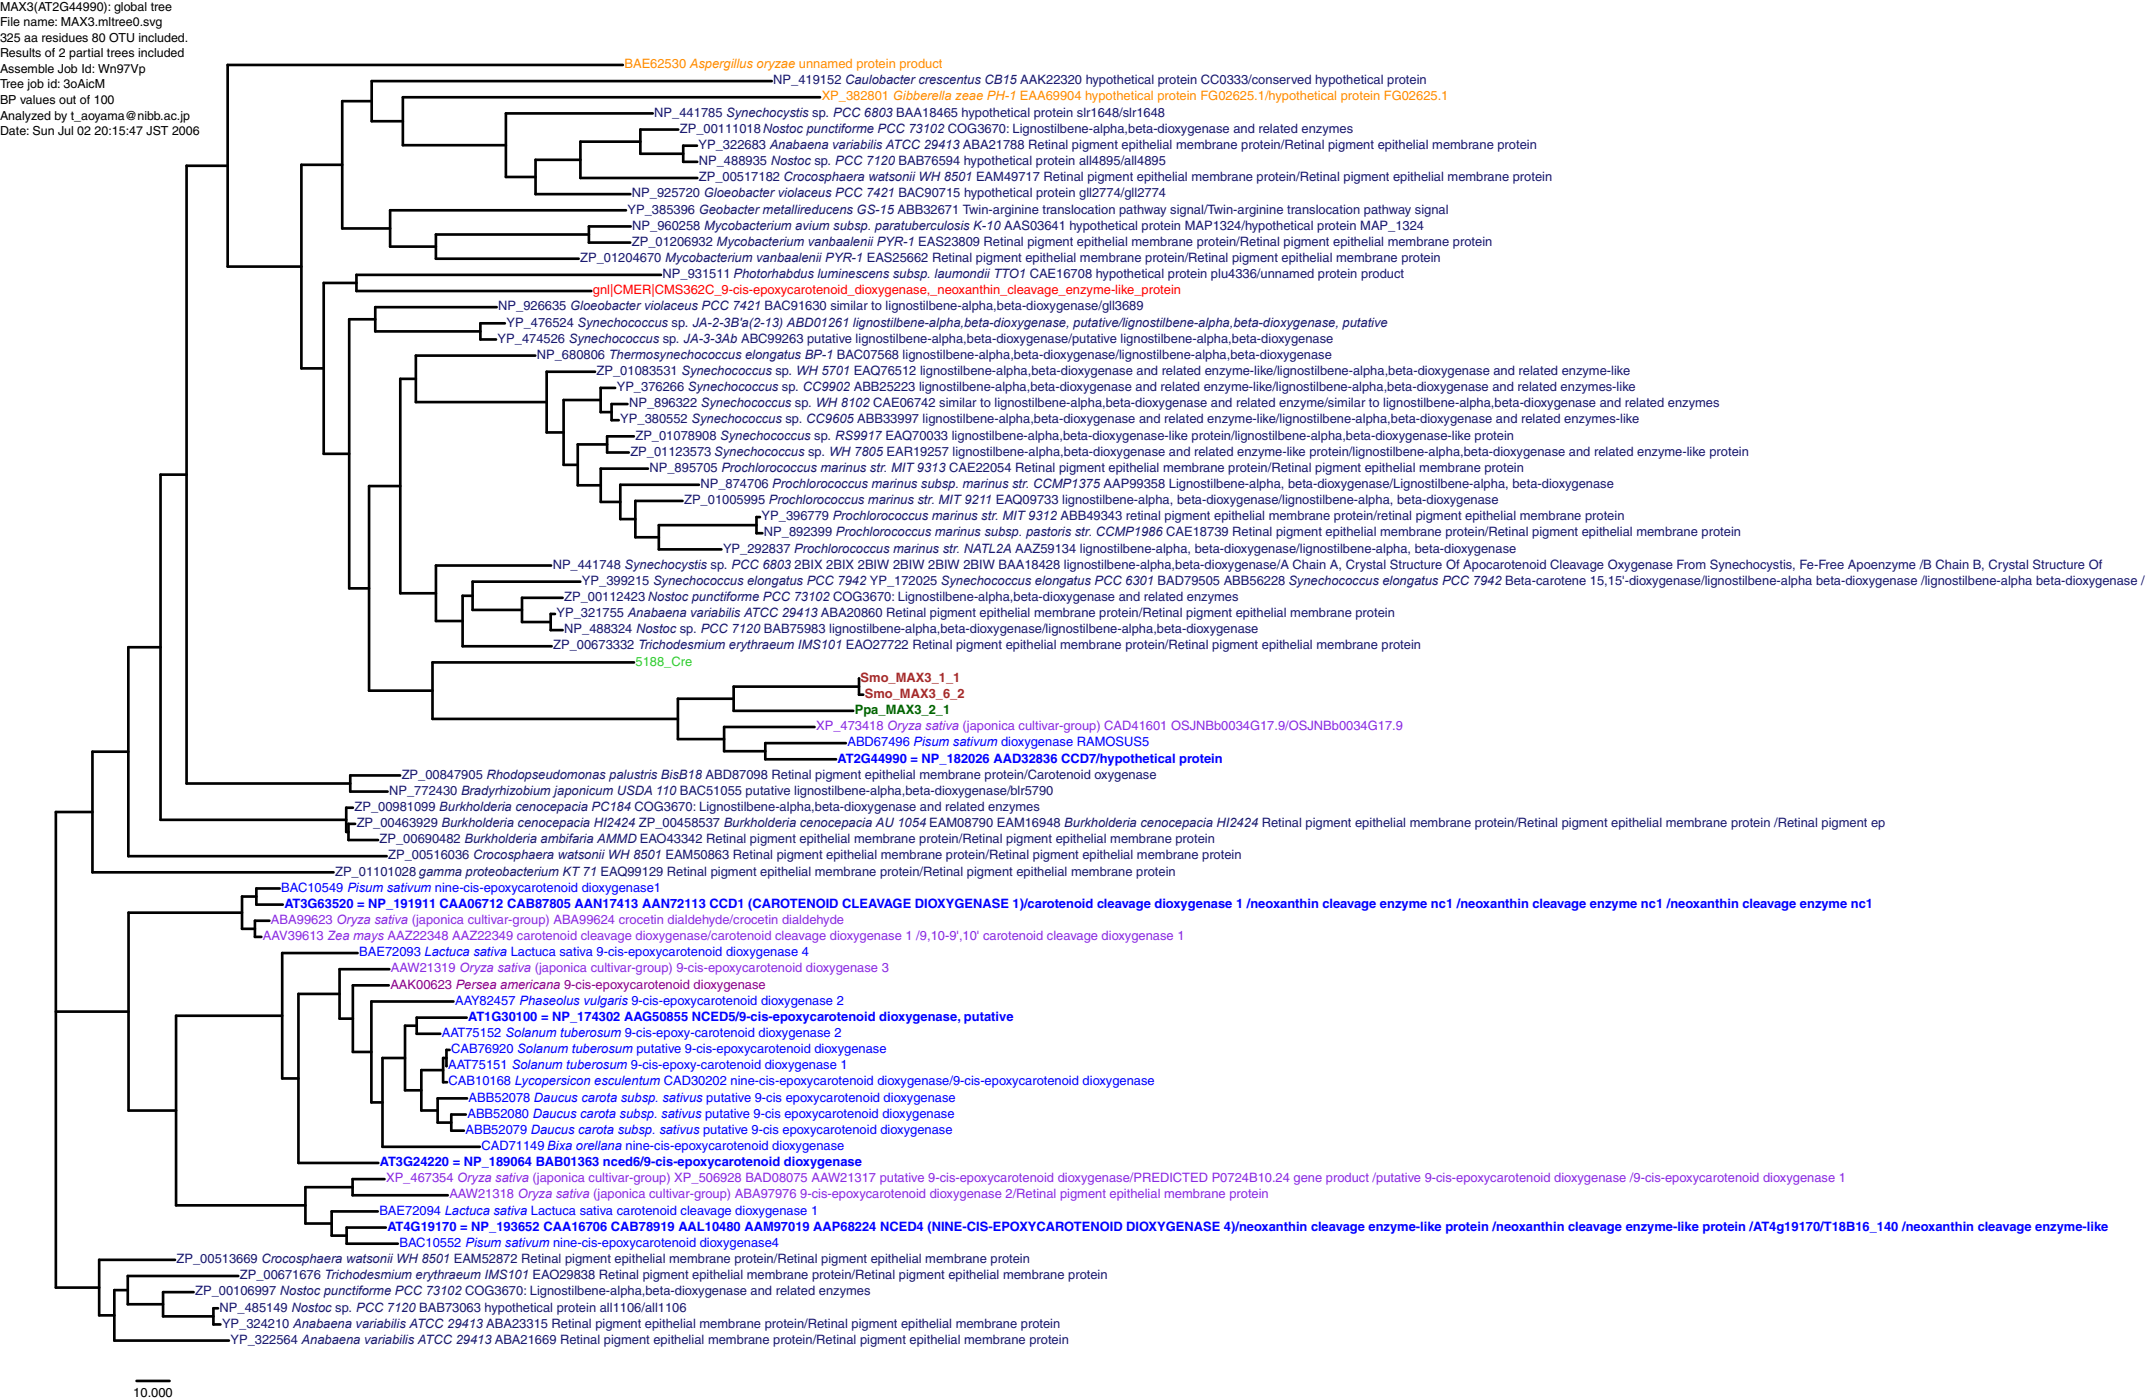 MAX3(AT2G44990): global tree
File name: MAX3.mltree0.svg
325 aa residues 80 OTU included.
Results of 2 partial trees included
Assemble Job Id: Wn97Vp
Tree job id: 3oAicM
BP values out of 100
Analyzed by t_aoyama@nibb.ac.jp
Date: Sun Jul 02 20:15:47 JST 2006
BAE62530 Aspergillus oryzae unnamed protein product
NP_419152 Caulobacter crescentus CB15 AAK22320 hypothetical protein CC0333/conserved hypothetical protein
XP_382801 Gibberella zeae PH-1 EAA69904 hypothetical protein FG02625.1/hypothetical protein FG02625.1
NP_441785 Synechocystis sp. PCC 6803 BAA18465 hypothetical protein slr1648/slr1648
ZP_00111018 Nostoc punctiforme PCC 73102 COG3670: Lignostilbene-alpha,beta-dioxygenase and related enzymes
YP_322683 Anabaena variabilis ATCC 29413 ABA21788 Retinal pigment epithelial membrane protein/Retinal pigment epithelial membrane protein
NP_488935 Nostoc sp. PCC 7120 BAB76594 hypothetical protein all4895/all4895
ZP_00517182 Crocosphaera watsonii WH 8501 EAM49717 Retinal pigment epithelial membrane protein/Retinal pigment epithelial membrane protein
NP_925720 Gloeobacter violaceus PCC 7421 BAC90715 hypothetical protein gll2774/gll2774
YP_385396 Geobacter metallireducens GS-15 ABB32671 Twin-arginine translocation pathway signal/Twin-arginine translocation pathway signal
NP_960258 Mycobacterium avium subsp. paratuberculosis K-10 AAS03641 hypothetical protein MAP1324/hypothetical protein MAP_1324
ZP_01206932 Mycobacterium vanbaalenii PYR-1 EAS23809 Retinal pigment epithelial membrane protein/Retinal pigment epithelial membrane protein
ZP_01204670 Mycobacterium vanbaalenii PYR-1 EAS25662 Retinal pigment epithelial membrane protein/Retinal pigment epithelial membrane protein
NP_931511 Photorhabdus luminescens subsp. laumondii TTO1 CAE16708 hypothetical protein plu4336/unnamed protein product
gnl|CMER|CMS362C_9-cis-epoxycarotenoid_dioxygenase,_neoxanthin_cleavage_enzyme-like_protein
NP_926635 Gloeobacter violaceus PCC 7421 BAC91630 similar to lignostilbene-alpha,beta-dioxygenase/gll3689
YP_476524 Synechococcus sp. JA-2-3B'a(2-13) ABD01261 lignostilbene-alpha,beta-dioxygenase, putative/lignostilbene-alpha,beta-dioxygenase, putative
YP_474526 Synechococcus sp. JA-3-3Ab ABC99263 putative lignostilbene-alpha,beta-dioxygenase/putative lignostilbene-alpha,beta-dioxygenase
NP_680806 Thermosynechococcus elongatus BP-1 BAC07568 lignostilbene-alpha,beta-dioxygenase/lignostilbene-alpha,beta-dioxygenase
ZP_01083531 Synechococcus sp. WH 5701 EAQ76512 lignostilbene-alpha,beta-dioxygenase and related enzyme-like/lignostilbene-alpha,beta-dioxygenase and related enzyme-like
YP_376266 Synechococcus sp. CC9902 ABB25223 lignostilbene-alpha,beta-dioxygenase and related enzyme-like/lignostilbene-alpha,beta-dioxygenase and related enzymes-like
NP_896322 Synechococcus sp. WH 8102 CAE06742 similar to lignostilbene-alpha,beta-dioxygenase and related enzyme/similar to lignostilbene-alpha,beta-dioxygenase and related enzymes
YP_380552 Synechococcus sp. CC9605 ABB33997 lignostilbene-alpha,beta-dioxygenase and related enzyme-like/lignostilbene-alpha,beta-dioxygenase and related enzymes-like
ZP_01078908 Synechococcus sp. RS9917 EAQ70033 lignostilbene-alpha,beta-dioxygenase-like protein/lignostilbene-alpha,beta-dioxygenase-like protein
ZP_01123573 Synechococcus sp. WH 7805 EAR19257 lignostilbene-alpha,beta-dioxygenase and related enzyme-like protein/lignostilbene-alpha,beta-dioxygenase and related enzyme-like protein
NP_895705 Prochlorococcus marinus str. MIT 9313 CAE22054 Retinal pigment epithelial membrane protein/Retinal pigment epithelial membrane protein
NP_874706 Prochlorococcus marinus subsp. marinus str. CCMP1375 AAP99358 Lignostilbene-alpha, beta-dioxygenase/Lignostilbene-alpha, beta-dioxygenase
ZP_01005995 Prochlorococcus marinus str. MIT 9211 EAQ09733 lignostilbene-alpha, beta-dioxygenase/lignostilbene-alpha, beta-dioxygenase
YP_396779 Prochlorococcus marinus str. MIT 9312 ABB49343 retinal pigment epithelial membrane protein/retinal pigment epithelial membrane protein
NP_892399 Prochlorococcus marinus subsp. pastoris str. CCMP1986 CAE18739 Retinal pigment epithelial membrane protein/Retinal pigment epithelial membrane protein
YP_292837 Prochlorococcus marinus str. NATL2A AAZ59134 lignostilbene-alpha, beta-dioxygenase/lignostilbene-alpha, beta-dioxygenase
NP_441748 Synechocystis sp. PCC 6803 2BIX 2BIX 2BIW 2BIW 2BIW 2BIW BAA18428 lignostilbene-alpha,beta-dioxygenase/A Chain A, Crystal Structure Of Apocarotenoid Cleavage Oxygenase From Synechocystis, Fe-Free Apoenzyme /B Chain B, Crystal Structure Of
YP_399215 Synechococcus elongatus PCC 7942 YP_172025 Synechococcus elongatus PCC 6301 BAD79505 ABB56228 Synechococcus elongatus PCC 7942 Beta-carotene 15,15'-dioxygenase/lignostilbene-alpha beta-dioxygenase /lignostilbene-alpha beta-dioxygenase /
ZP_00112423 Nostoc punctiforme PCC 73102 COG3670: Lignostilbene-alpha,beta-dioxygenase and related enzymes
YP_321755 Anabaena variabilis ATCC 29413 ABA20860 Retinal pigment epithelial membrane protein/Retinal pigment epithelial membrane protein
NP_488324 Nostoc sp. PCC 7120 BAB75983 lignostilbene-alpha,beta-dioxygenase/lignostilbene-alpha,beta-dioxygenase
ZP_00673332 Trichodesmium erythraeum IMS101 EAO27722 Retinal pigment epithelial membrane protein/Retinal pigment epithelial membrane protein
5188_Cre
Smo_MAX3_1_1
Smo_MAX3_6_2
Ppa_MAX3_2_1
XP_473418 Oryza sativa (japonica cultivar-group) CAD41601 OSJNBb0034G17.9/OSJNBb0034G17.9
ABD67496 Pisum sativum dioxygenase RAMOSUS5
AT2G44990 = NP_182026 AAD32836 CCD7/hypothetical protein
ZP_00847905 Rhodopseudomonas palustris BisB18 ABD87098 Retinal pigment epithelial membrane protein/Carotenoid oxygenase
NP_772430 Bradyrhizobium japonicum USDA 110 BAC51055 putative lignostilbene-alpha,beta-dioxygenase/blr5790
ZP_00981099 Burkholderia cenocepacia PC184 COG3670: Lignostilbene-alpha,beta-dioxygenase and related enzymes
ZP_00463929 Burkholderia cenocepacia HI2424 ZP_00458537 Burkholderia cenocepacia AU 1054 EAM08790 EAM16948 Burkholderia cenocepacia HI2424 Retinal pigment epithelial membrane protein/Retinal pigment epithelial membrane protein /Retinal pigment ep
ZP_00690482 Burkholderia ambifaria AMMD EAO43342 Retinal pigment epithelial membrane protein/Retinal pigment epithelial membrane protein
ZP_00516036 Crocosphaera watsonii WH 8501 EAM50863 Retinal pigment epithelial membrane protein/Retinal pigment epithelial membrane protein
ZP_01101028 gamma proteobacterium KT 71 EAQ99129 Retinal pigment epithelial membrane protein/Retinal pigment epithelial membrane protein
BAC10549 Pisum sativum nine-cis-epoxycarotenoid dioxygenase1
AT3G63520 = NP_191911 CAA06712 CAB87805 AAN17413 AAN72113 CCD1 (CAROTENOID CLEAVAGE DIOXYGENASE 1)/carotenoid cleavage dioxygenase 1 /neoxanthin cleavage enzyme nc1 /neoxanthin cleavage enzyme nc1 /neoxanthin cleavage enzyme nc1
ABA99623 Oryza sativa (japonica cultivar-group) ABA99624 crocetin dialdehyde/crocetin dialdehyde
AAV39613 Zea mays AAZ22348 AAZ22349 carotenoid cleavage dioxygenase/carotenoid cleavage dioxygenase 1 /9,10-9',10' carotenoid cleavage dioxygenase 1
BAE72093 Lactuca sativa Lactuca sativa 9-cis-epoxycarotenoid dioxygenase 4
AAW21319 Oryza sativa (japonica cultivar-group) 9-cis-epoxycarotenoid dioxygenase 3
AAK00623 Persea americana 9-cis-epoxycarotenoid dioxygenase
AAY82457 Phaseolus vulgaris 9-cis-epoxycarotenoid dioxygenase 2
AT1G30100 = NP_174302 AAG50855 NCED5/9-cis-epoxycarotenoid dioxygenase, putative
AAT75152 Solanum tuberosum 9-cis-epoxy-carotenoid dioxygenase 2
CAB76920 Solanum tuberosum putative 9-cis-epoxycarotenoid dioxygenase
AAT75151 Solanum tuberosum 9-cis-epoxy-carotenoid dioxygenase 1
CAB10168 Lycopersicon esculentum CAD30202 nine-cis-epoxycarotenoid dioxygenase/9-cis-epoxycarotenoid dioxygenase
ABB52078 Daucus carota subsp. sativus putative 9-cis epoxycarotenoid dioxygenase
ABB52080 Daucus carota subsp. sativus putative 9-cis epoxycarotenoid dioxygenase
ABB52079 Daucus carota subsp. sativus putative 9-cis epoxycarotenoid dioxygenase
CAD71149 Bixa orellana nine-cis-epoxycarotenoid dioxygenase
AT3G24220 = NP_189064 BAB01363 nced6/9-cis-epoxycarotenoid dioxygenase
XP_467354 Oryza sativa (japonica cultivar-group) XP_506928 BAD08075 AAW21317 putative 9-cis-epoxycarotenoid dioxygenase/PREDICTED P0724B10.24 gene product /putative 9-cis-epoxycarotenoid dioxygenase /9-cis-epoxycarotenoid dioxygenase 1
AAW21318 Oryza sativa (japonica cultivar-group) ABA97976 9-cis-epoxycarotenoid dioxygenase 2/Retinal pigment epithelial membrane protein
BAE72094 Lactuca sativa Lactuca sativa carotenoid cleavage dioxygenase 1
AT4G19170 = NP_193652 CAA16706 CAB78919 AAL10480 AAM97019 AAP68224 NCED4 (NINE-CIS-EPOXYCAROTENOID DIOXYGENASE 4)/neoxanthin cleavage enzyme-like protein /neoxanthin cleavage enzyme-like protein /AT4g19170/T18B16_140 /neoxanthin cleavage enzyme-like
BAC10552 Pisum sativum nine-cis-epoxycarotenoid dioxygenase4
ZP_00513669 Crocosphaera watsonii WH 8501 EAM52872 Retinal pigment epithelial membrane protein/Retinal pigment epithelial membrane protein
ZP_00671676 Trichodesmium erythraeum IMS101 EAO29838 Retinal pigment epithelial membrane protein/Retinal pigment epithelial membrane protein
ZP_00106997 Nostoc punctiforme PCC 73102 COG3670: Lignostilbene-alpha,beta-dioxygenase and related enzymes
NP_485149 Nostoc sp. PCC 7120 BAB73063 hypothetical protein all1106/all1106
YP_324210 Anabaena variabilis ATCC 29413 ABA23315 Retinal pigment epithelial membrane protein/Retinal pigment epithelial membrane protein
YP_322564 Anabaena variabilis ATCC 29413 ABA21669 Retinal pigment epithelial membrane protein/Retinal pigment epithelial membrane protein
10.000